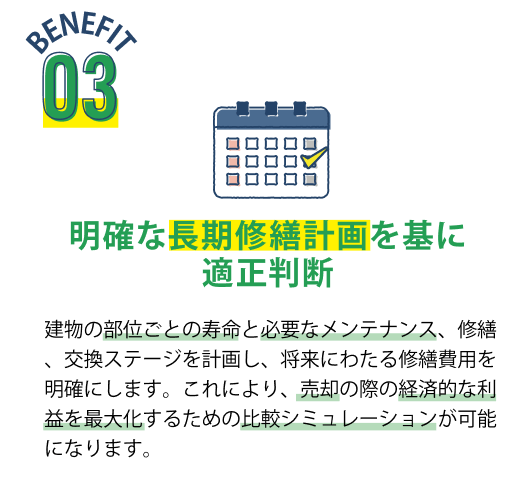 BENEFIT
03
明確な長期修繕計画を基に
適正判断
建物の部位ごとの寿命と必要なメンテナンス、修繕
、交換ステージを計画し、将来にわたる修繕費用を
明確にします。これにより、売却の際の経済的な利
益を最大化するための比較シミュレーションが可能
になります。